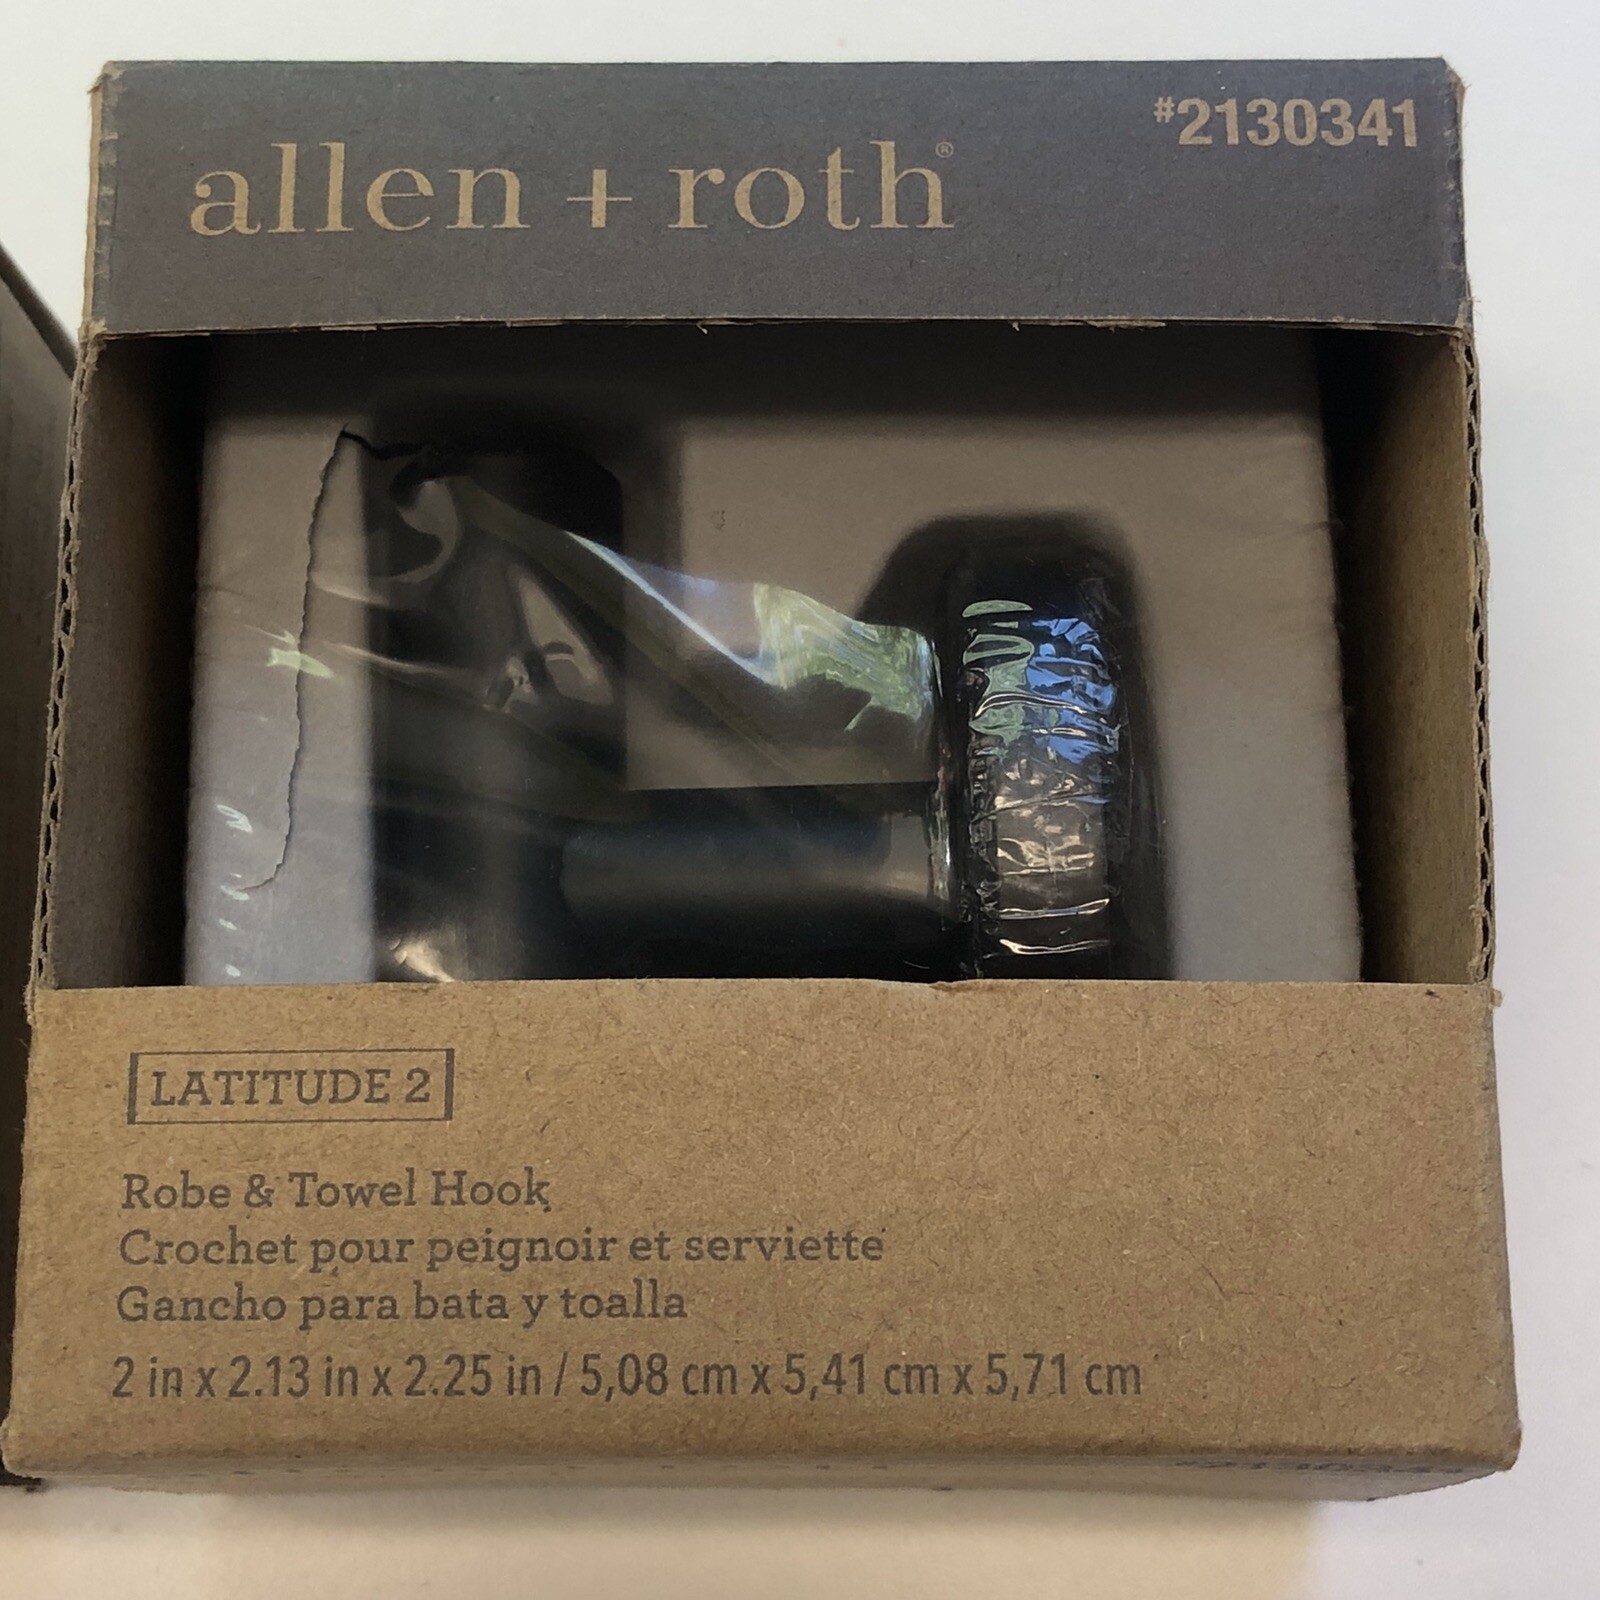 allen + roth®
#2130341
LATITUDE 2
Robe & Towel Hook
Crochet pour peignoir et serviette
Gancho para bata y toalla
2 in x 2.13 in x 2.25 in / 5,08 cm x 5,41 cm x 5,71 cm